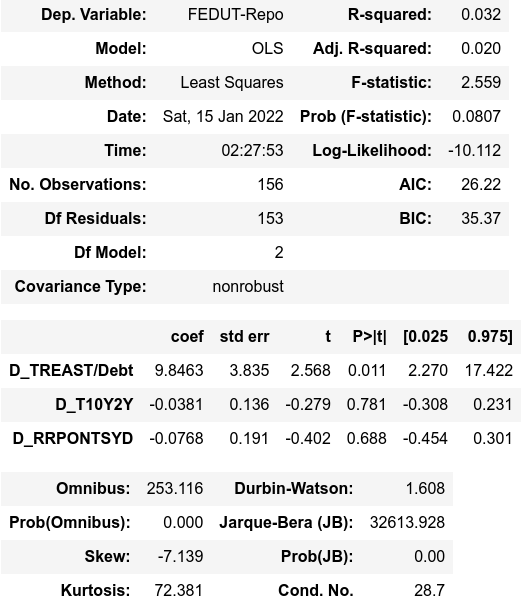 Dep. Variable: FEDUT-Repo R-squared: 0.032
Model: OLS Adj. R-squared: 0.020
Method: Least Squares F-statistic: 2.559
Date: Sat, 15 Jan 2022 Prob (F-statistic): 0.0807
Time: 02:27:53 Log-Likelihood: -10.112
No. Observations: 156 AIC: 26.22
Df Residuals: 153 BIC: 35.37
Df Model: 2
Covariance Type: nonrobust
coef std err t P>|t| [0.025 0.975]
D_TREAST/Debt 9.8463 3.835 2.568 0.011 2.270 17.422
D_T10Y2Y -0.0381 0.136 -0.279 0.781 -0.308 0.231
D_RRPONTSYD -0.0768 0.191 -0.402 0.688 -0.454 0.301
Omnibus: 253.116 Durbin-Watson: 1.608
Prob(Omnibus): 0.000 Jarque-Bera (JB): 32613.928
Skew: -7.139 Prob(JB): 0.00
Kurtosis: 72.381 Cond. No. 28.7